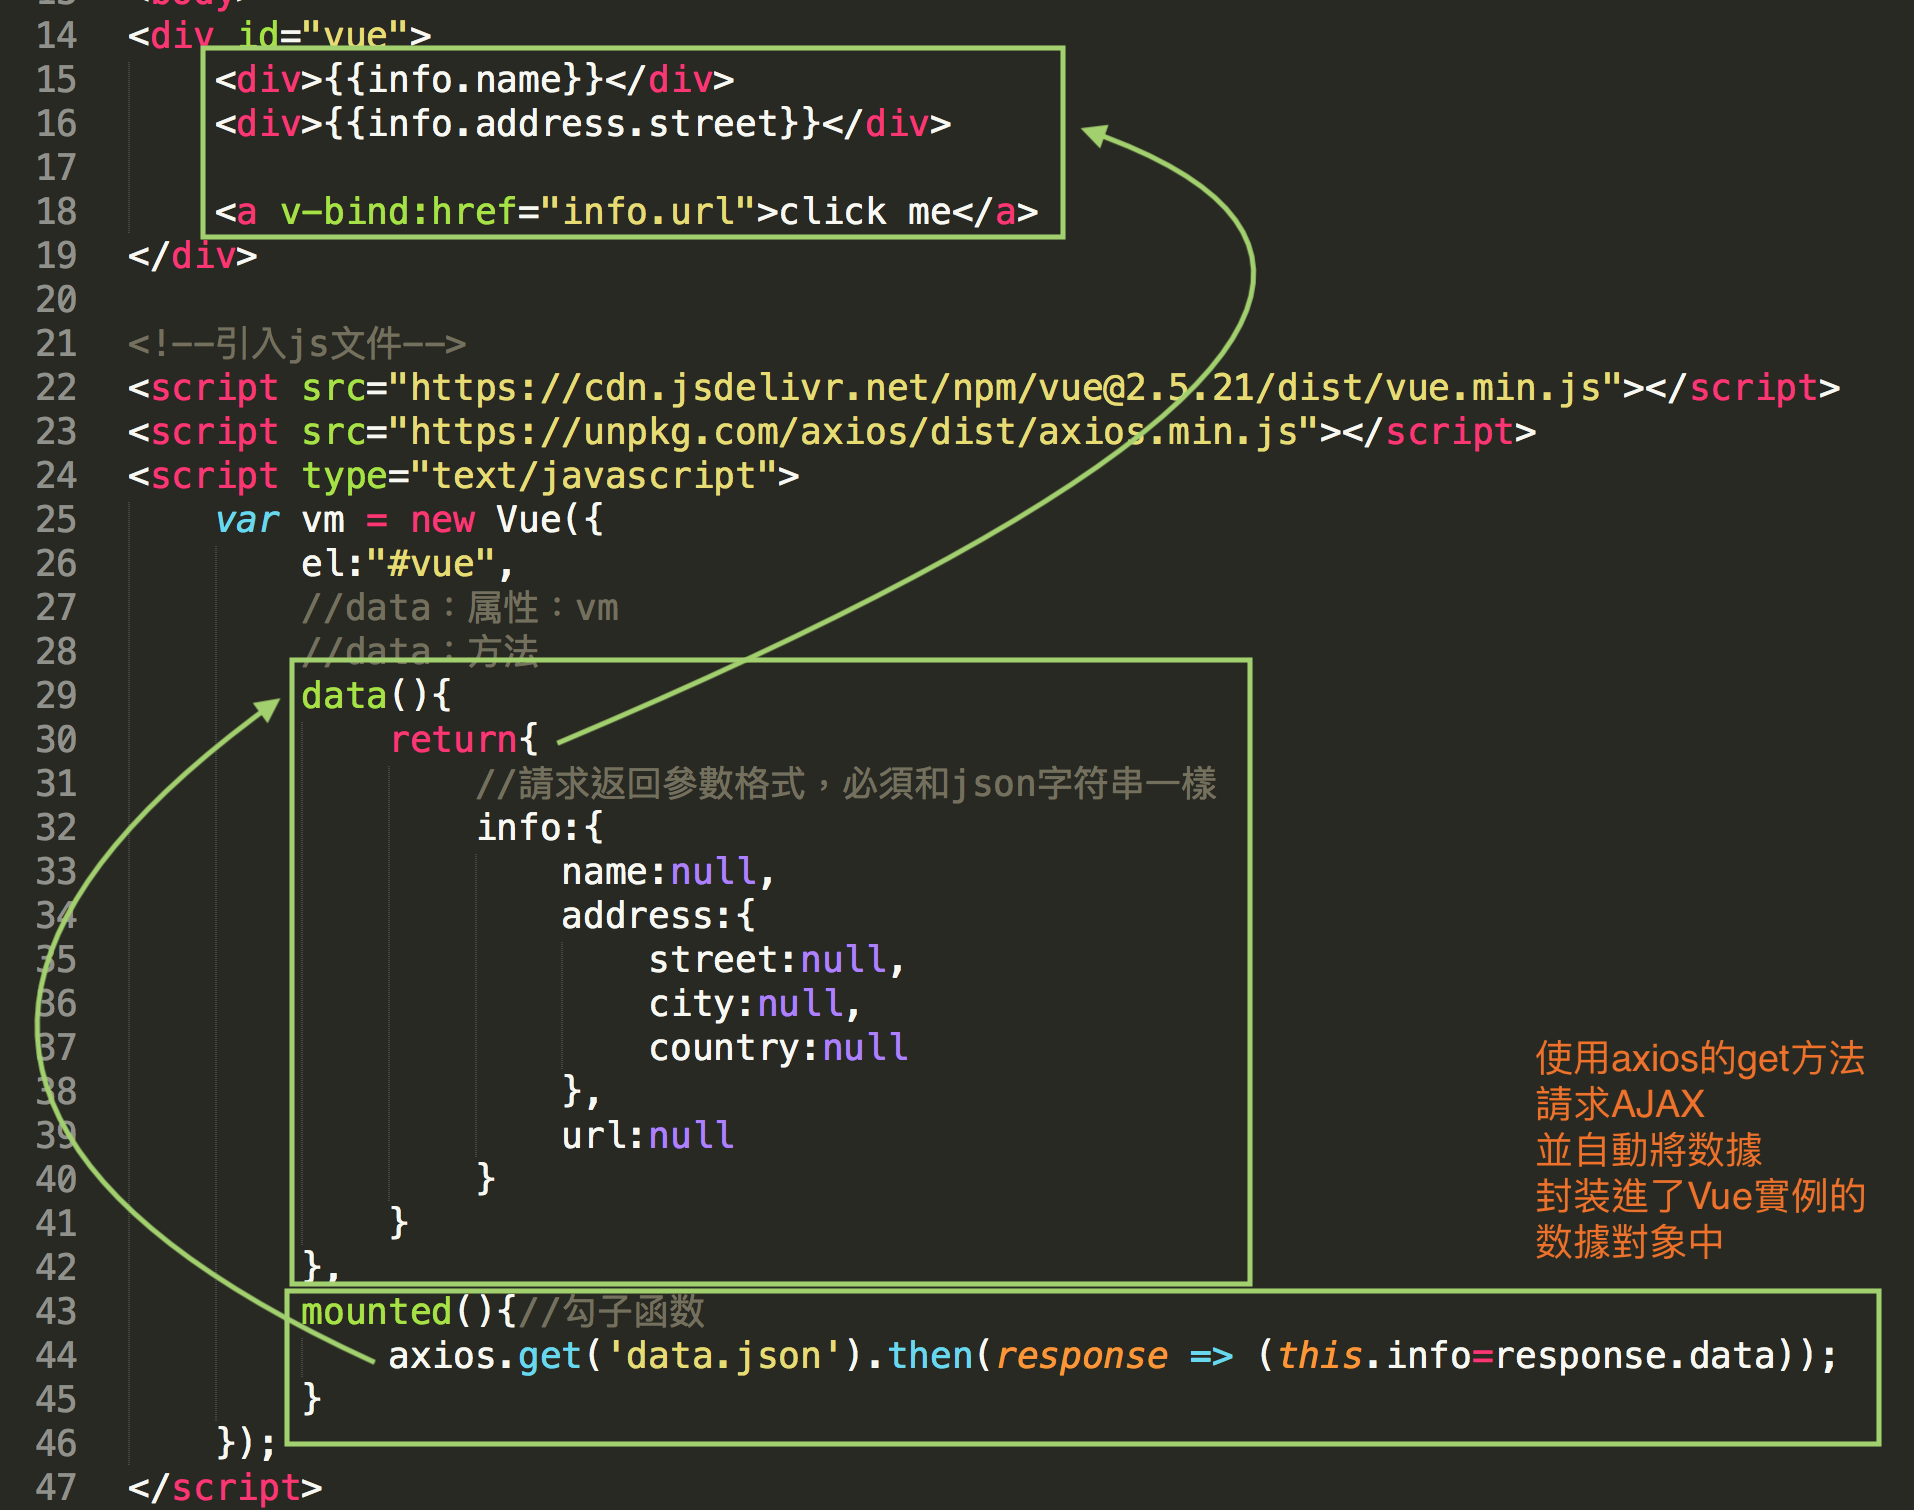 13 <body>
14 <div id="vue">
15 <div>{{info.name}}</div>
16 <div>{{info.address.street}}</div>
17
18 <a v-bind:href="info.url">click me</a>
19 </div>
20
21 <!--引入js文件-->
22 <script src="https://cdn.jsdelivr.net/npm/vue@2.5.21/dist/vue.min.js"></script>
23 <script src="https://unpkg.com/axios/dist/axios.min.js"></script>
24 <script type="text/javascript">
25 var vm = new Vue({
26 el:"#vue",
27 //data：属性：vm
28 //data：方法
29 data(){
30 return{
31 //請求返回參數格式，必須和json字符串一樣
32 info:{
33 name:null,
34 address:{
35 street:null,
36 city:null,
37 country:null
38 },
39 url:null
40 }
41 }
42 },
43 mounted(){//勾子函数
44 axios.get('data.json').then(response => (this.info=response.data));
45 }
46 });
47 </script>
使用axios的get方法
請求AJAX
並自動將数據
封装進了Vue實例的
数據對象中